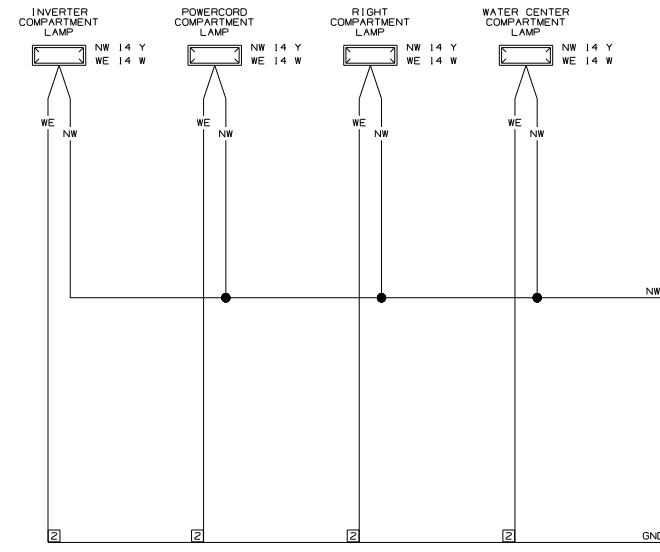 INVERTER
COMPARTMENT
LAMP
NW 14 Y
WE 14 W
POWERCORD
COMPARTMENT
LAMP
NW 14 Y
WE 14 W
RIGHT
COMPARTMENT
LAMP
NW 14 Y
WE 14 W
WATER CENTER
COMPARTMENT
LAMP
NW 14 Y
WE 14 W
WE
NW
WE
NW
WE
NW
WE
NW
NW
2
2
2
2
GND